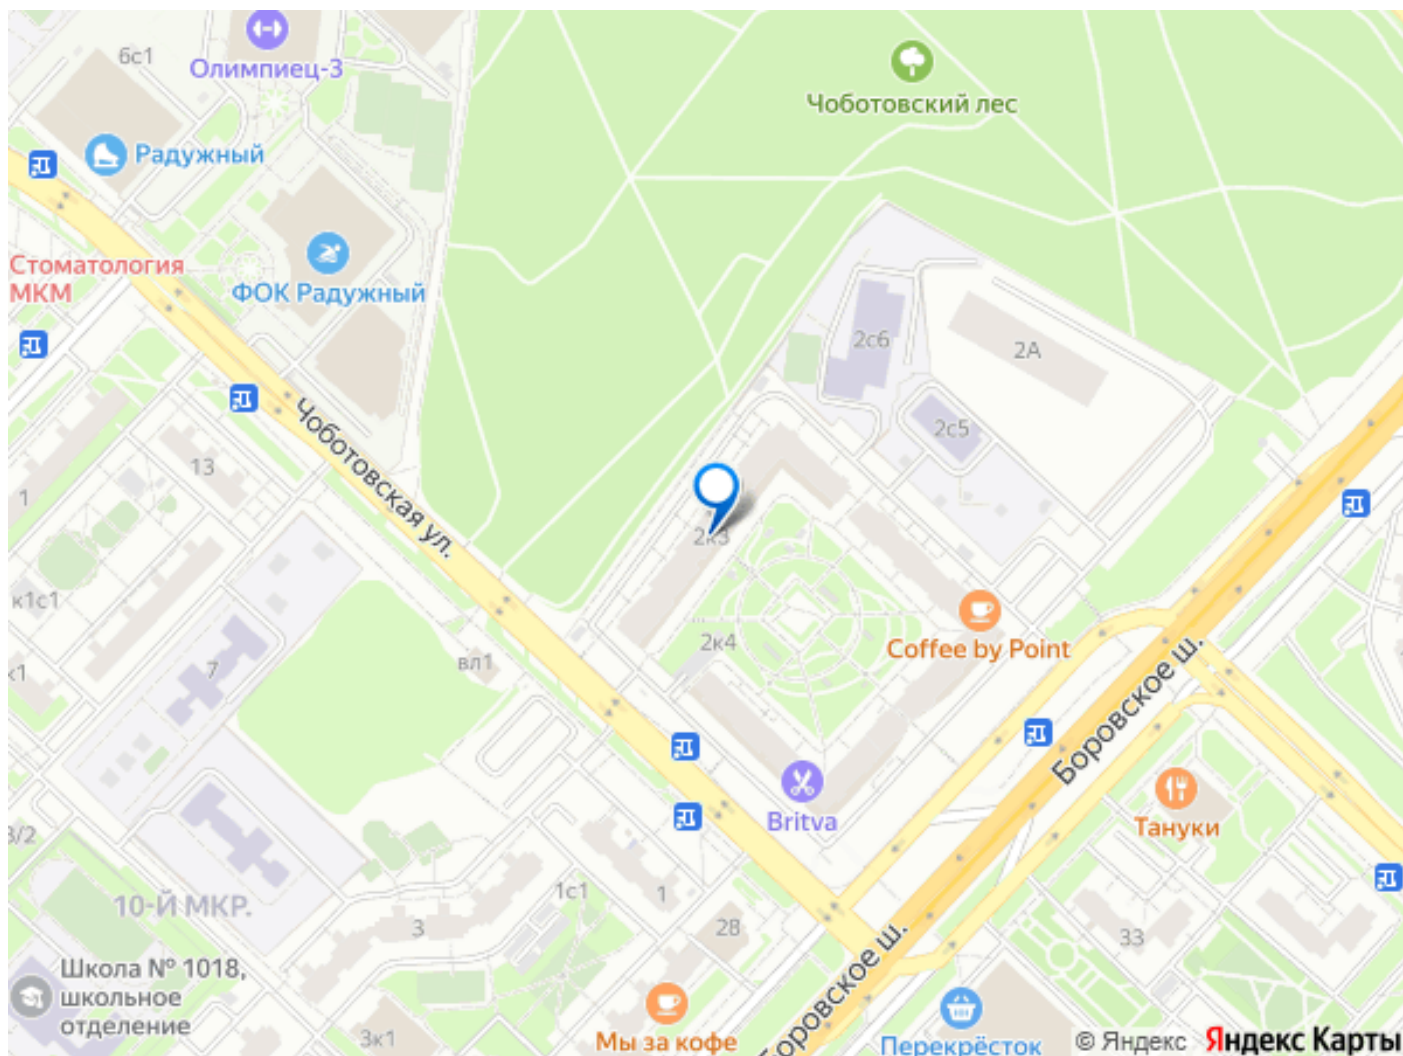 6с1
Олимпиец-3
Чоботовский лес
Радужный
Стоматология
МКМ
ФОК Радужный
2с6
2А
2с5
Чоботовская ул.
13
1
2к3
к1с1
2к4
Coffee by Point
вл1
7
к1
Боровское ш.
Britva
Тануки
3/2
10-Й МКР.
1с1
1
3
28
33
Боровское ш.
Школа № 1018,
школьное
отделение
3к1
Мы за кофе
Перекрёсток
© Яндекс Яндекс Карты